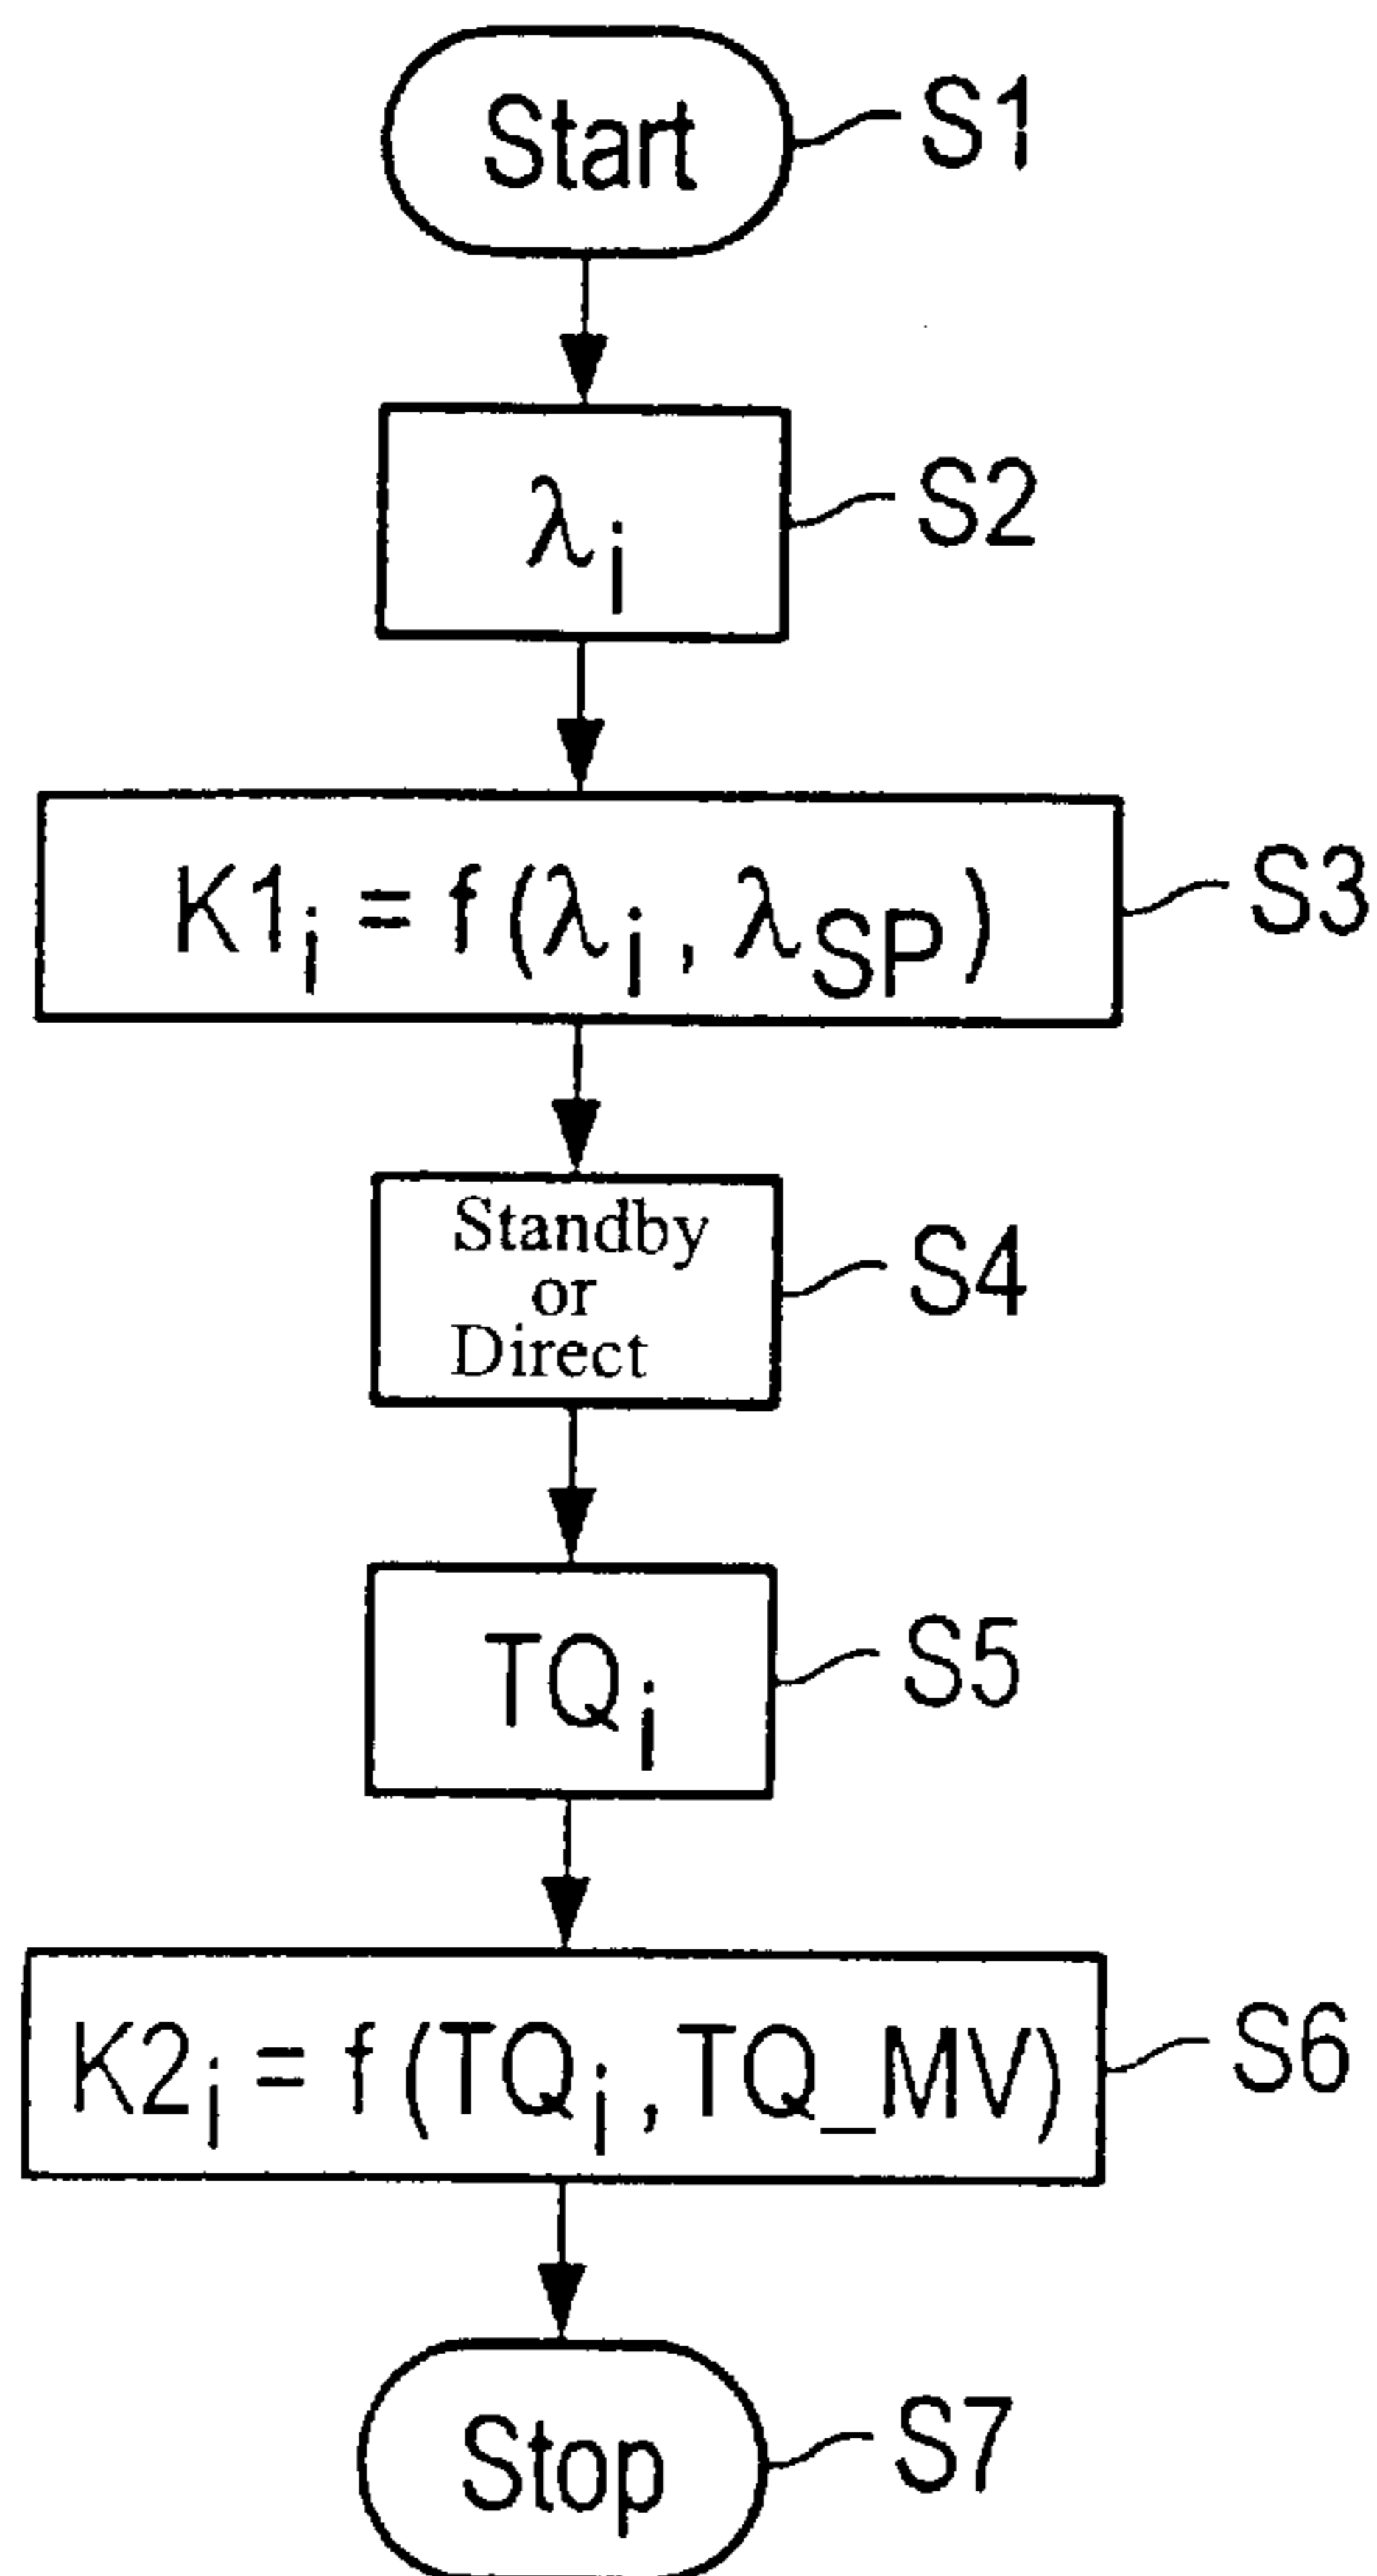 Start
S1
λi
S2
K1i = f (λi , λSP)
S3
Standby
or
Direct
S4
TQi
S5
K2i = f (TQi , TQ_MV)
S6
Stop
S7